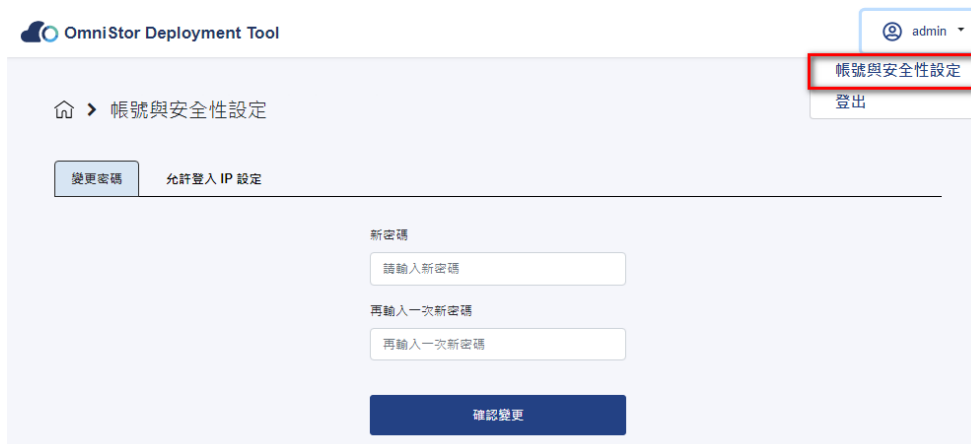 OmniStor Deployment Tool
admin
帳號與安全性設定
登出
帳號與安全性設定
變更密碼
允許登入 IP 設定
新密碼
請輸入新密碼
再輸入一次新密碼
再輸入一次新密碼
確認變更